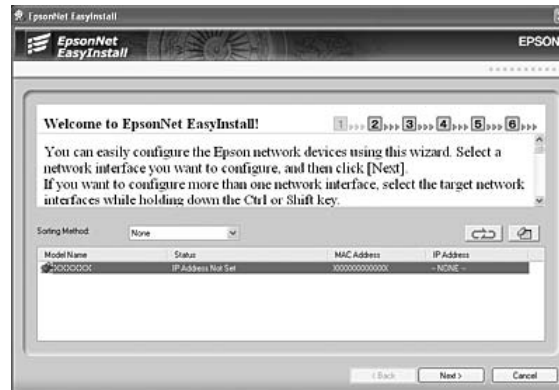 EpsonNet EasyInstall
EpsonNet
EasyInstall
EPSON
Welcome to EpsonNet EasyInstall!
1 2 3 4 5 6
You can easily configure the Epson network devices using this wizard. Select a
network interface you want to configure, and then click [Next].
If you want to configure more than one network interface, select the target network
interfaces while holding down the Ctrl or Shift key.
Sorting Method: None
Model Name Status MAC Address IP Address
XXXXXXX IP Address Not Set XXXXXXXXXXXX - NONE -
< Back Next > Cancel